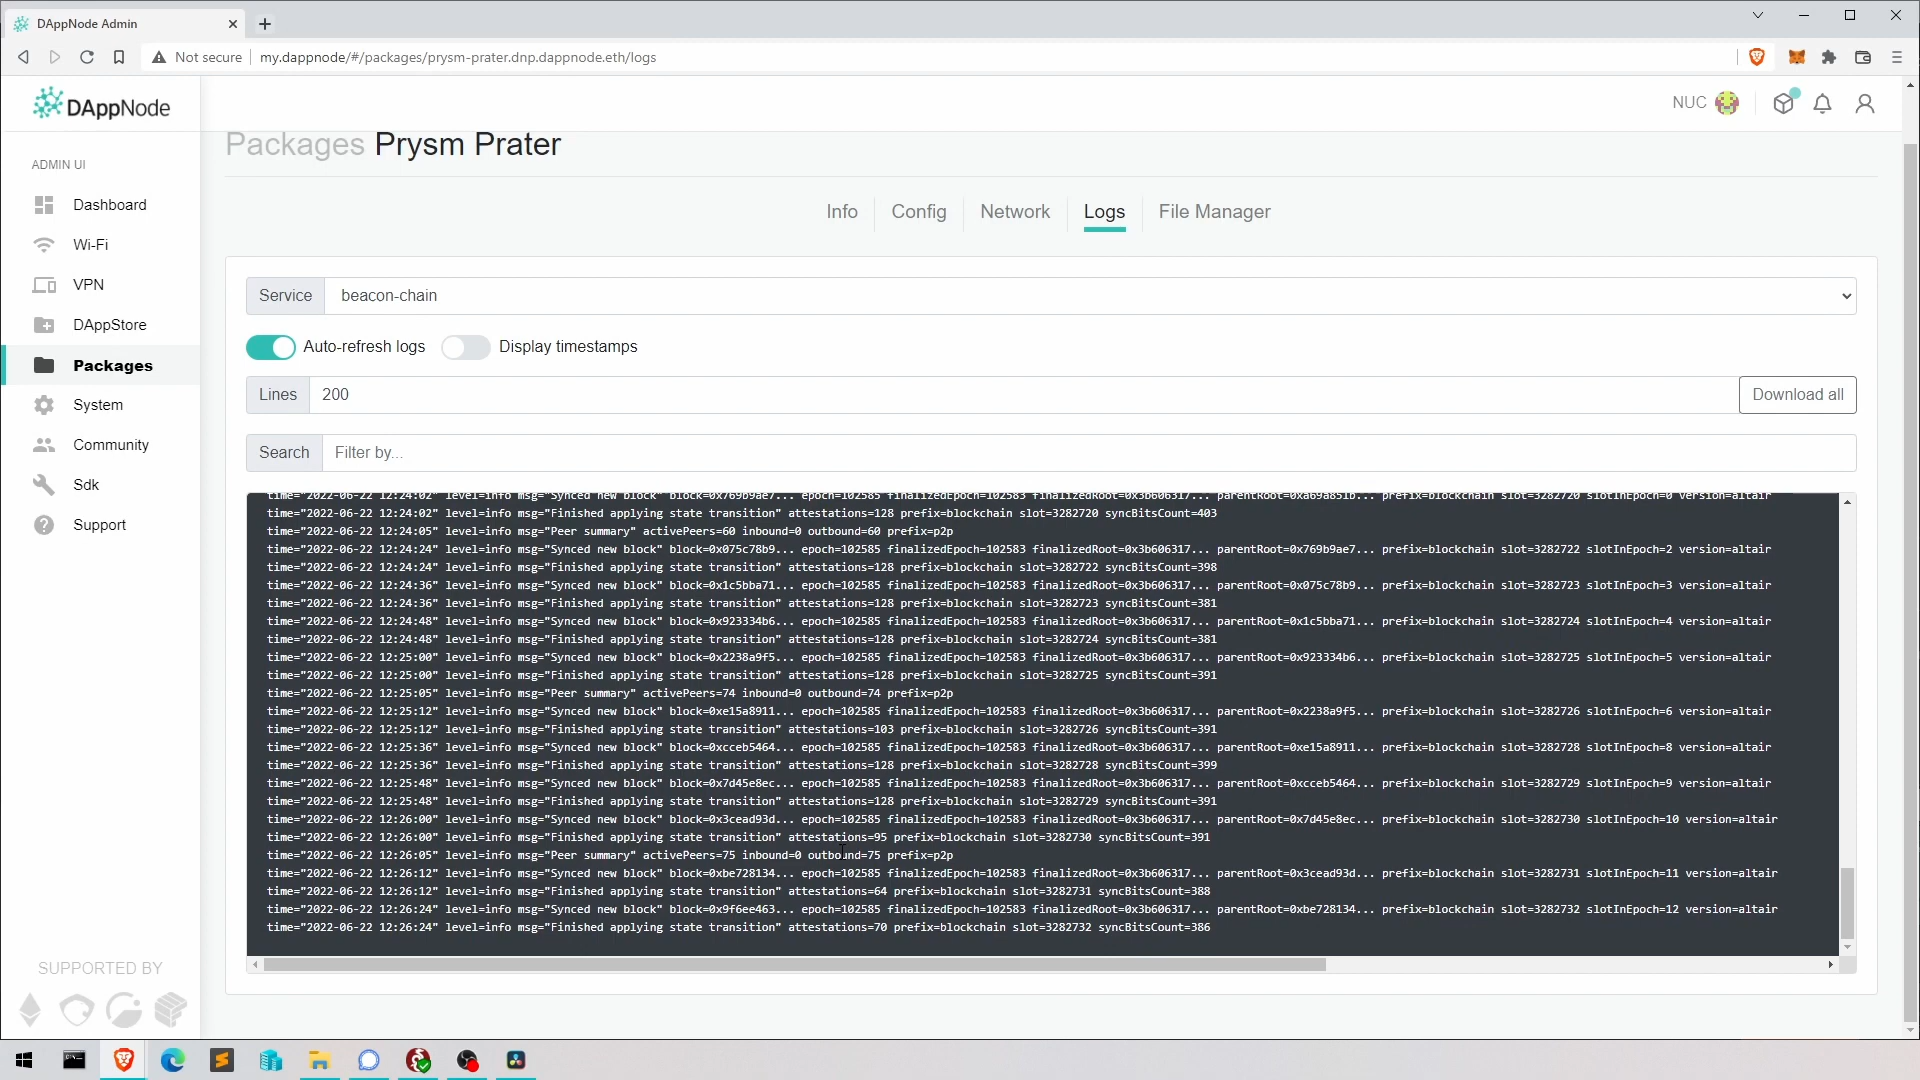 DAppNode Admin
Not secure
my.dappnode/#/packages/prysm-prater.dnp.dappnode.eth/logs
DAppNode
NUC
ADMIN UI
Dashboard
Wi-Fi
VPN
DAppStore
Packages
System
Community
Sdk
Support
SUPPORTED BY
Packages Prysm Prater
Info
Config
Network
Logs
File Manager
Service
beacon-chain
Auto-refresh logs
Display timestamps
Lines
200
Download all
Search
Filter by...
time="2022-06-22 12:24:02" level=info msg="Synced new block" block=0x769b9ae7... epoch=102585 finalizedEpoch=102583 finalizedRoot=0x3b606317... parentRoot=0xa69a851b... prefix=blockchain slot=3282720 slotInEpoch=0 version=altair
time="2022-06-22 12:24:02" level=info msg="Finished applying state transition" attestations=128 prefix=blockchain slot=3282720 syncBitsCount=403
time="2022-06-22 12:24:05" level=info msg="Peer summary" activePeers=60 inbound=0 outbound=60 prefix=p2p
time="2022-06-22 12:24:24" level=info msg="Synced new block" block=0x075c78b9... epoch=102585 finalizedEpoch=102583 finalizedRoot=0x3b606317... parentRoot=0x769b9ae7... prefix=blockchain slot=3282722 slotInEpoch=2 version=altair
time="2022-06-22 12:24:24" level=info msg="Finished applying state transition" attestations=128 prefix=blockchain slot=3282722 syncBitsCount=398
time="2022-06-22 12:24:36" level=info msg="Synced new block" block=0x1c5bba71... epoch=102585 finalizedEpoch=102583 finalizedRoot=0x3b606317... parentRoot=0x075c78b9... prefix=blockchain slot=3282723 slotInEpoch=3 version=altair
time="2022-06-22 12:24:36" level=info msg="Finished applying state transition" attestations=128 prefix=blockchain slot=3282723 syncBitsCount=381
time="2022-06-22 12:24:48" level=info msg="Synced new block" block=0x923334b6... epoch=102585 finalizedEpoch=102583 finalizedRoot=0x3b606317... parentRoot=0x1c5bba71... prefix=blockchain slot=3282724 slotInEpoch=4 version=altair
time="2022-06-22 12:24:48" level=info msg="Finished applying state transition" attestations=128 prefix=blockchain slot=3282724 syncBitsCount=381
time="2022-06-22 12:25:00" level=info msg="Synced new block" block=0x2238a9f5... epoch=102585 finalizedEpoch=102583 finalizedRoot=0x3b606317... parentRoot=0x923334b6... prefix=blockchain slot=3282725 slotInEpoch=5 version=altair
time="2022-06-22 12:25:00" level=info msg="Finished applying state transition" attestations=128 prefix=blockchain slot=3282725 syncBitsCount=391
time="2022-06-22 12:25:05" level=info msg="Peer summary" activePeers=74 inbound=0 outbound=74 prefix=p2p
time="2022-06-22 12:25:12" level=info msg="Synced new block" block=0xe15a8911... epoch=102585 finalizedEpoch=102583 finalizedRoot=0x3b606317... parentRoot=0x2238a9f5... prefix=blockchain slot=3282726 slotInEpoch=6 version=altair
time="2022-06-22 12:25:12" level=info msg="Finished applying state transition" attestations=103 prefix=blockchain slot=3282726 syncBitsCount=391
time="2022-06-22 12:25:36" level=info msg="Synced new block" block=0xcceb5464... epoch=102585 finalizedEpoch=102583 finalizedRoot=0x3b606317... parentRoot=0xe15a8911... prefix=blockchain slot=3282728 slotInEpoch=8 version=altair
time="2022-06-22 12:25:36" level=info msg="Finished applying state transition" attestations=128 prefix=blockchain slot=3282728 syncBitsCount=399
time="2022-06-22 12:25:48" level=info msg="Synced new block" block=0x7d45e8ec... epoch=102585 finalizedEpoch=102583 finalizedRoot=0x3b606317... parentRoot=0xcceb5464... prefix=blockchain slot=3282729 slotInEpoch=9 version=altair
time="2022-06-22 12:25:48" level=info msg="Finished applying state transition" attestations=128 prefix=blockchain slot=3282729 syncBitsCount=391
time="2022-06-22 12:26:00" level=info msg="Synced new block" block=0x3cead93d... epoch=102585 finalizedEpoch=102583 finalizedRoot=0x3b606317... parentRoot=0x7d45e8ec... prefix=blockchain slot=3282730 slotInEpoch=10 version=altair
time="2022-06-22 12:26:00" level=info msg="Finished applying state transition" attestations=95 prefix=blockchain slot=3282730 syncBitsCount=391
time="2022-06-22 12:26:05" level=info msg="Peer summary" activePeers=75 inbound=0 outbound=75 prefix=p2p
time="2022-06-22 12:26:12" level=info msg="Synced new block" block=0xbe728134... epoch=102585 finalizedEpoch=102583 finalizedRoot=0x3b606317... parentRoot=0x3cead93d... prefix=blockchain slot=3282731 slotInEpoch=11 version=altair
time="2022-06-22 12:26:12" level=info msg="Finished applying state transition" attestations=64 prefix=blockchain slot=3282731 syncBitsCount=388
time="2022-06-22 12:26:24" level=info msg="Synced new block" block=0x9f6ee463... epoch=102585 finalizedEpoch=102583 finalizedRoot=0x3b606317... parentRoot=0xbe728134... prefix=blockchain slot=3282732 slotInEpoch=12 version=altair
time="2022-06-22 12:26:24" level=info msg="Finished applying state transition" attestations=70 prefix=blockchain slot=3282732 syncBitsCount=386